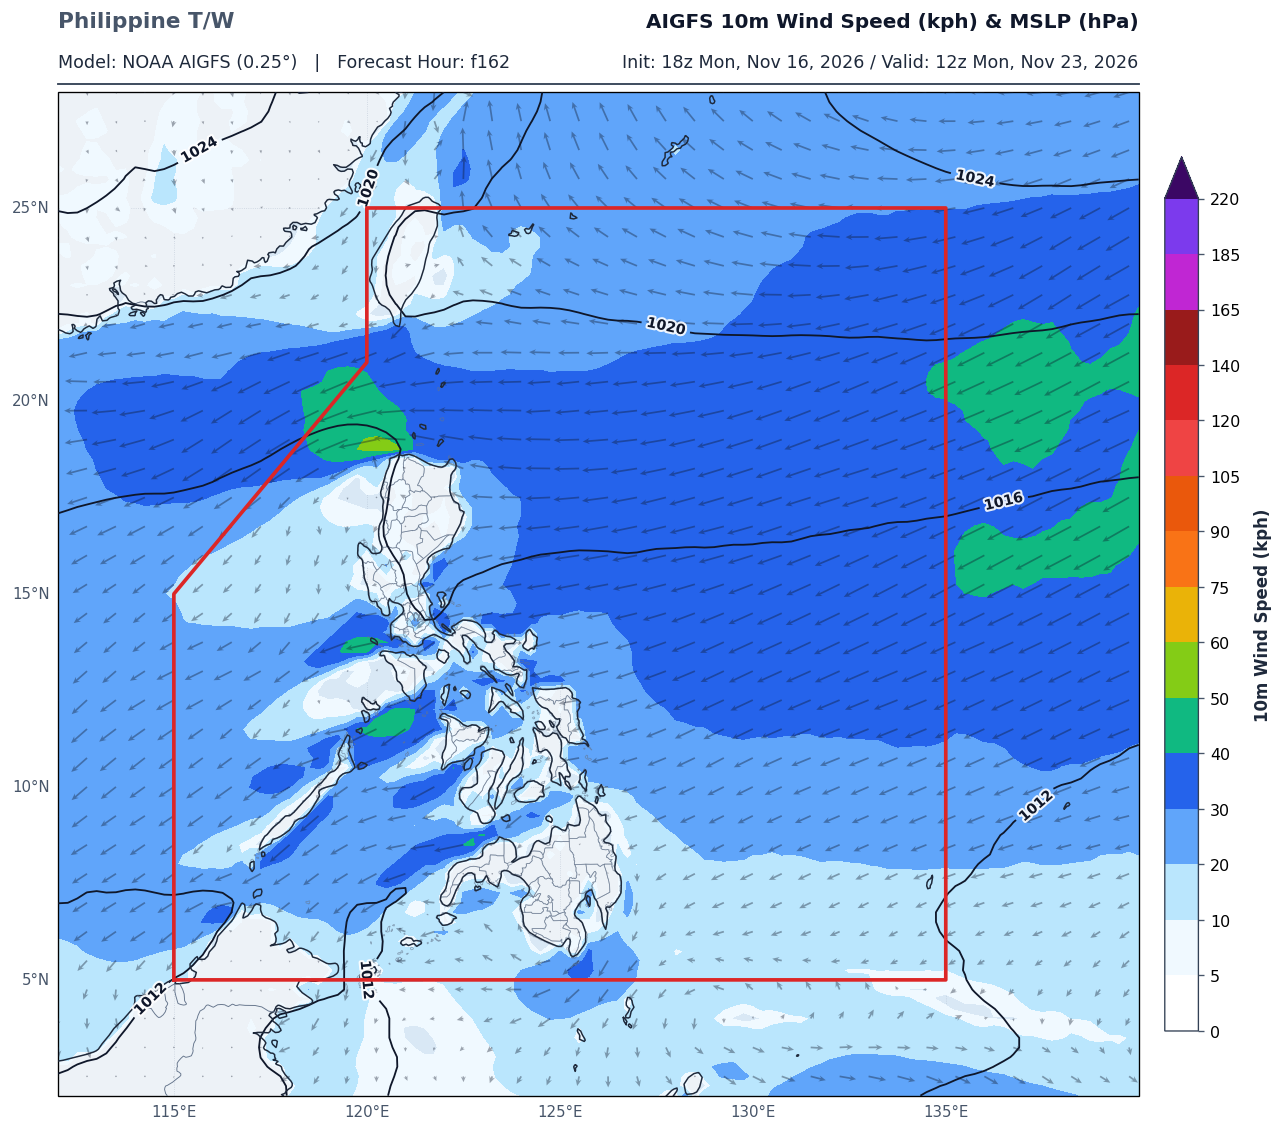 Philippine T/W
AIGFS 10m Wind Speed (kph) & MSLP (hPa)
Model: NOAA AIGFS (0.25°) | Forecast Hour: f162
Init: 18z Mon, Nov 16, 2026 / Valid: 12z Mon, Nov 23, 2026
1024
1020
1024
1020
1016
1012
1012
1012
25°N
20°N
15°N
10°N
5°N
115°E
120°E
125°E
130°E
135°E
220
185
165
140
120
105
90
75
60
50
40
30
20
10
5
0
10m Wind Speed (kph)